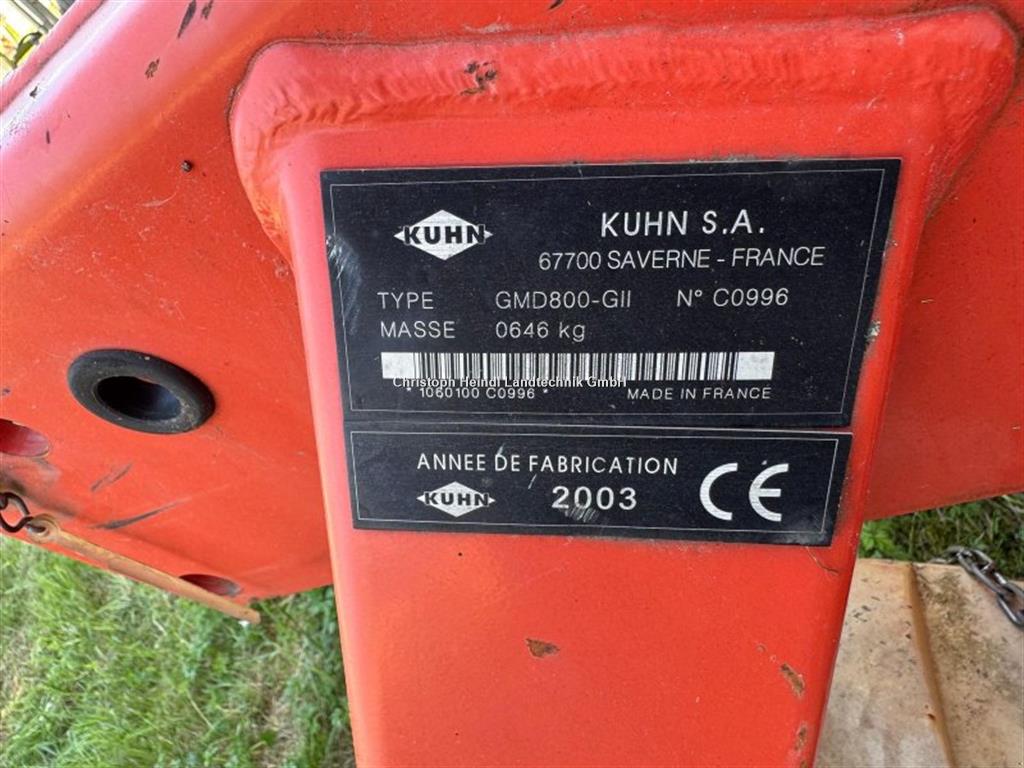 KUHN
KUHN S.A.
67700 SAVERNE - FRANCE
TYPE GMD800-GII N° C0996
MASSE 0646 kg
Christoph Heindl Landtechnik GmbH
* 1060100 C0996 * MADE IN FRANCE
ANNEE DE FABRICATION
KUHN 2003 CE